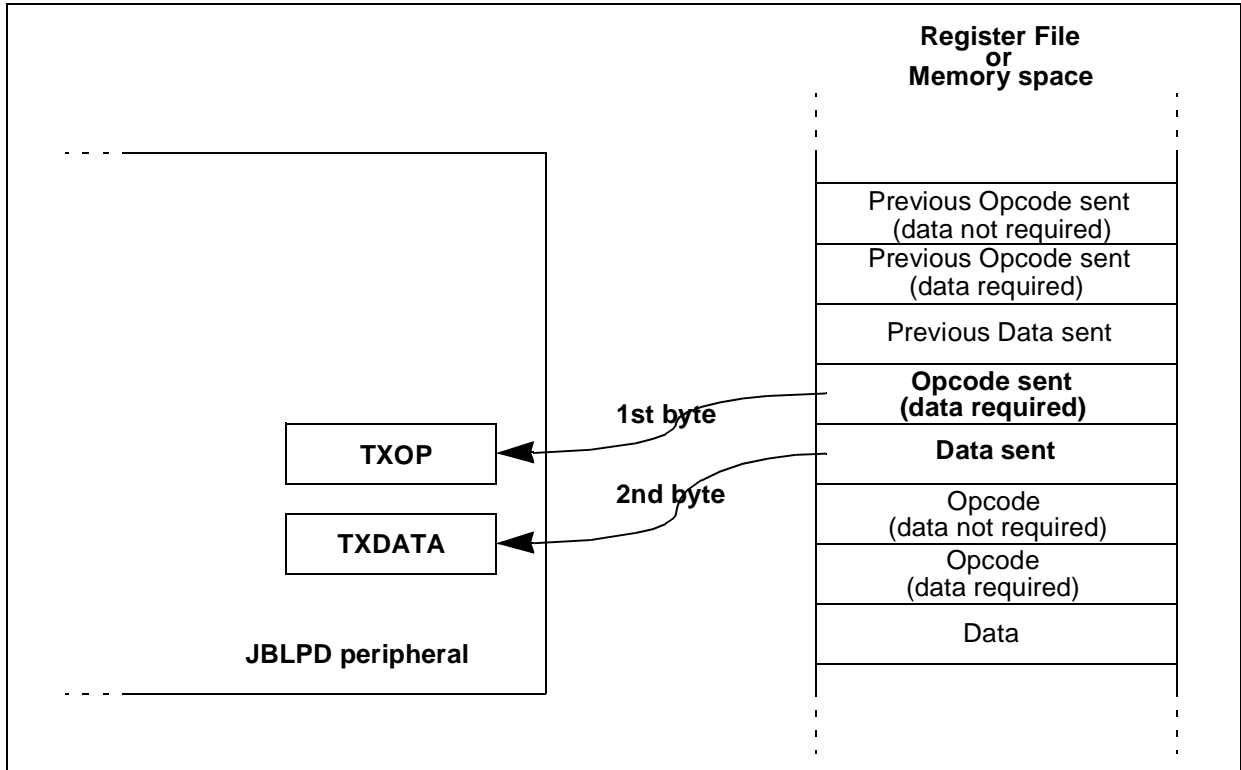 Register File
or
Memory space
Previous Opcode sent
(data not required)
Previous Opcode sent
(data required)
Previous Data sent
Opcode sent
(data required)
1st byte
TXOP
Data sent
2nd byte
Opcode
(data not required)
TXDATA
Opcode
(data required)
Data
JBLPD peripheral